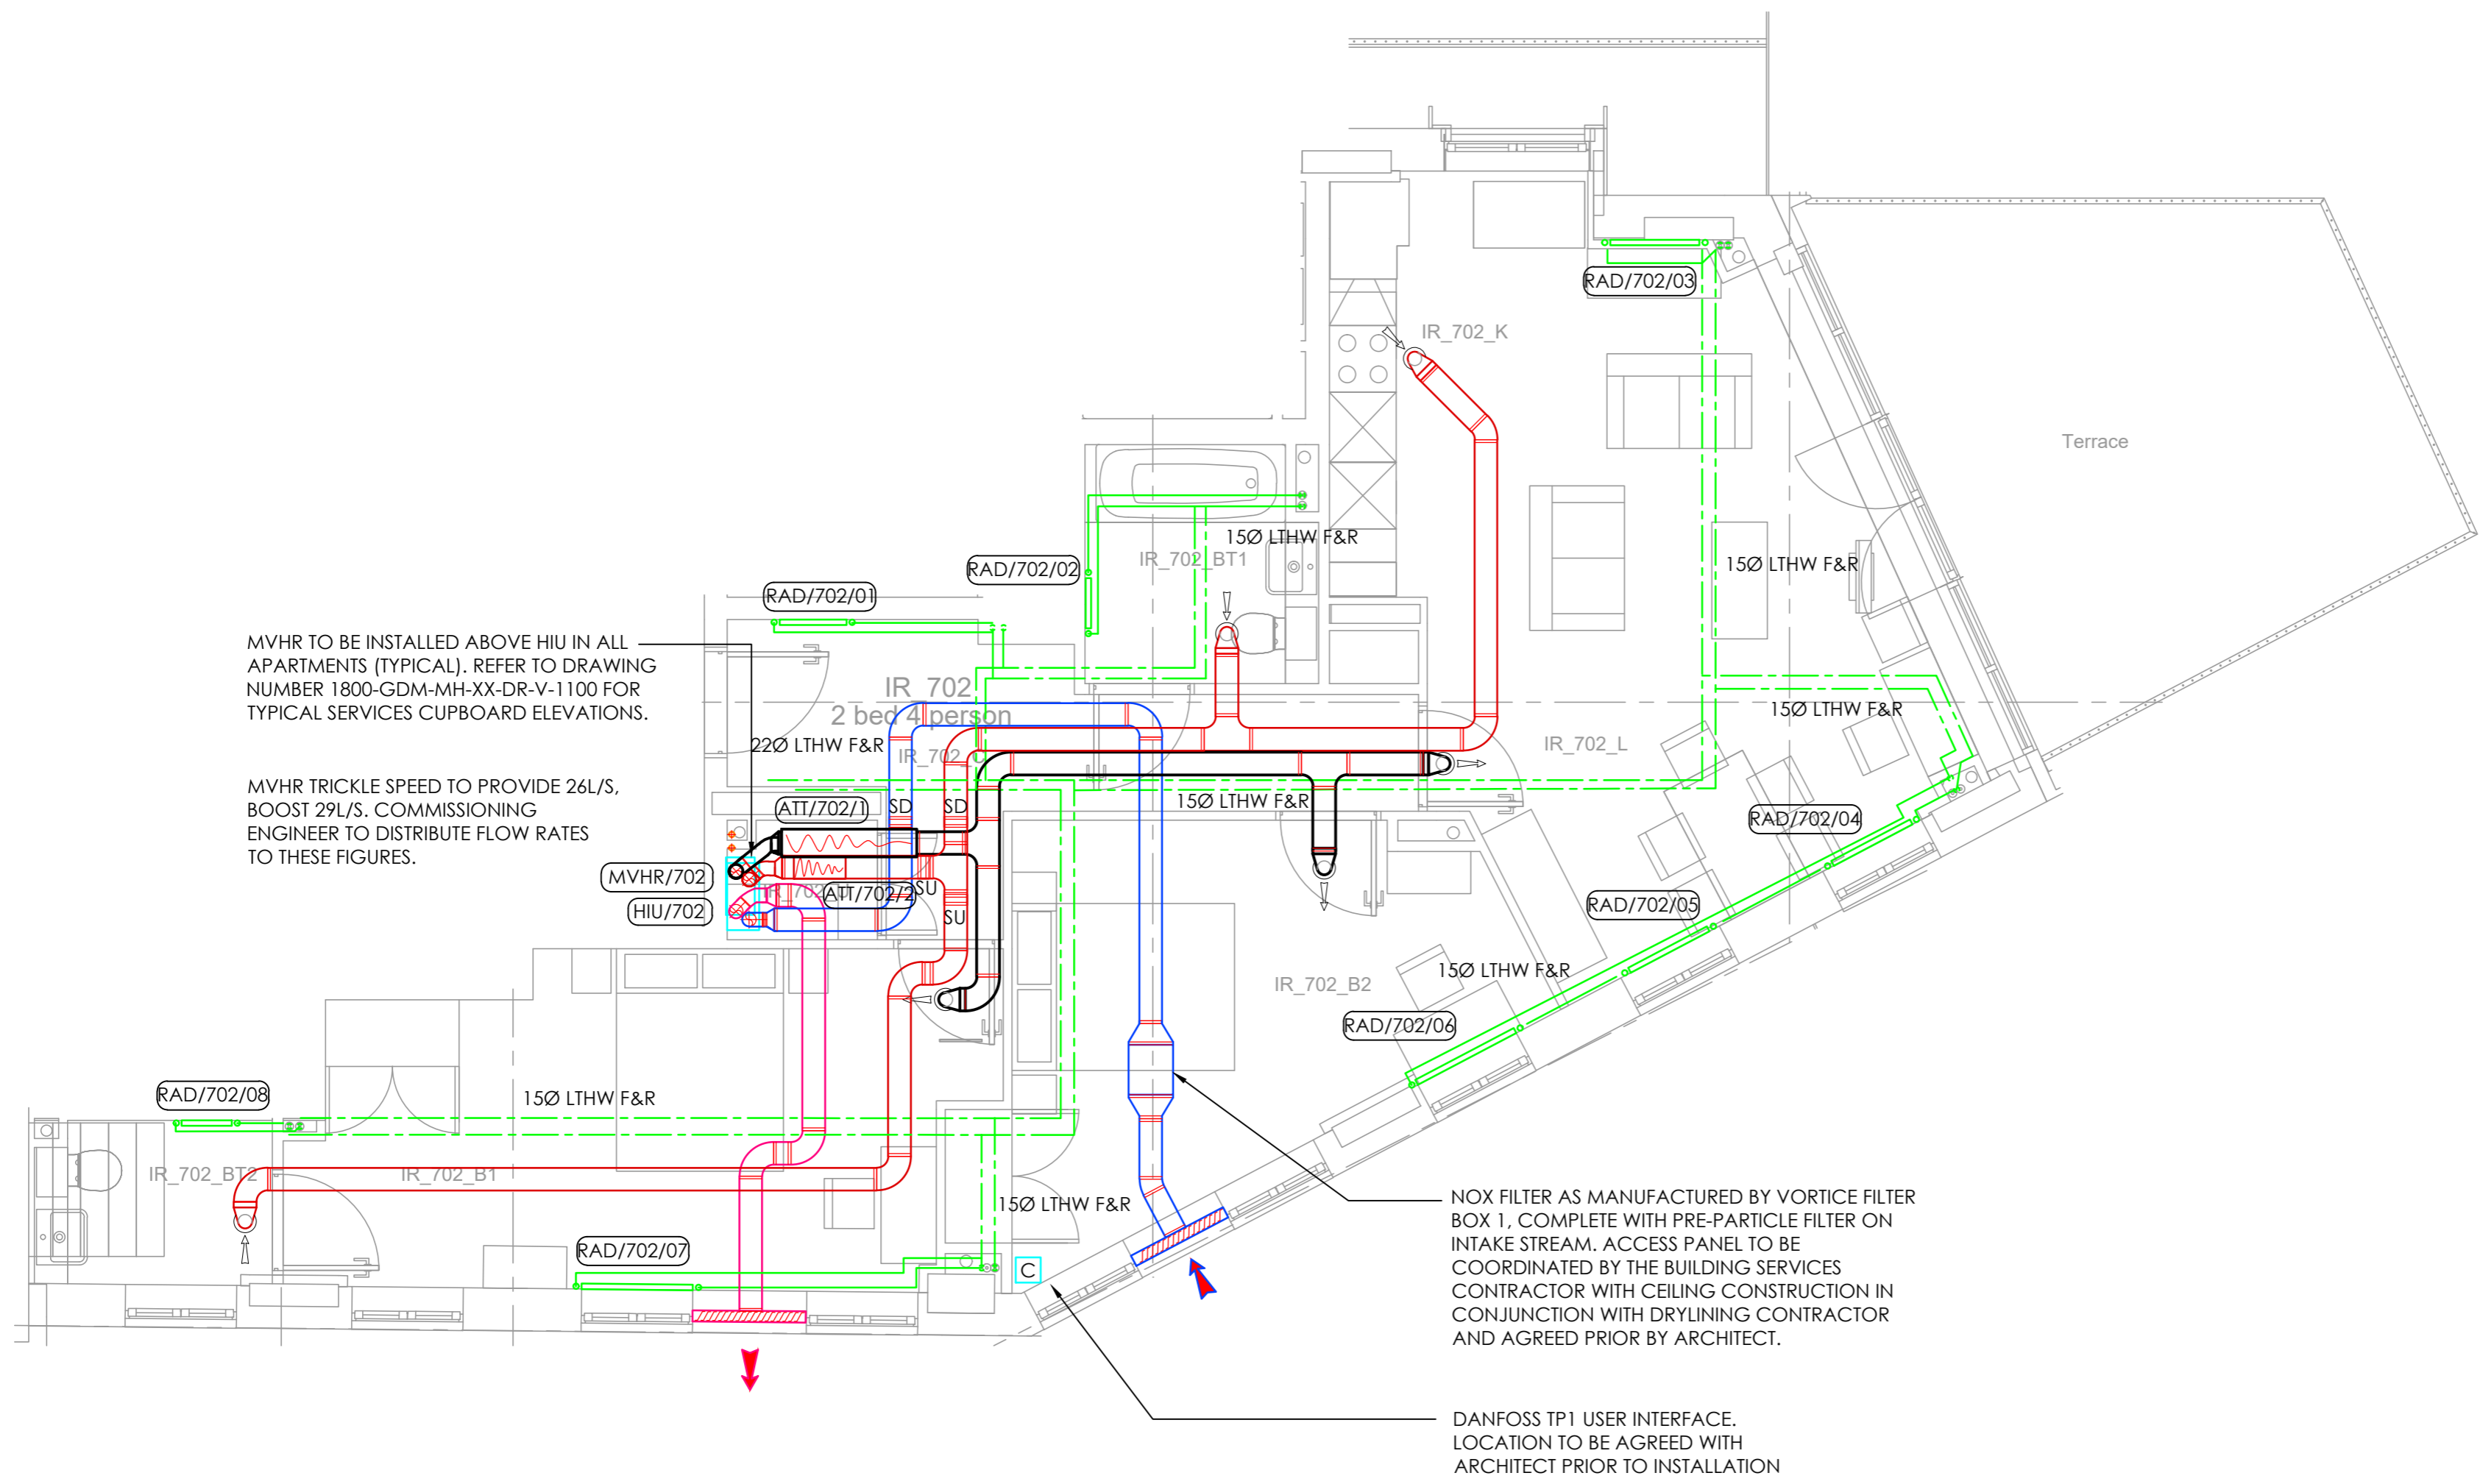 IR_702_K
RAD/702/03
Terrace
15Ø LTHW F&R
IR_702_BT1
RAD/702/02
15Ø LTHW F&R
RAD/702/01
MVHR TO BE INSTALLED ABOVE HIU IN ALL
APARTMENTS (TYPICAL). REFER TO DRAWING
NUMBER 1800-GDM-MH-XX-DR-V-1100 FOR
TYPICAL SERVICES CUPBOARD ELEVATIONS.
IR_702
2 bed 4 person
15Ø LTHW F&R
22Ø LTHW F&R
IR_702_
IR_702_L
MVHR TRICKLE SPEED TO PROVIDE 26L/S,
BOOST 29L/S. COMMISSIONING
ENGINEER TO DISTRIBUTE FLOW RATES
TO THESE FIGURES.
ATT/702/1
SD
SD
15Ø LTHW F&R
RAD/702/04
MVHR/702
IR_702_
ATT/702/2
SU
SU
HIU/702
RAD/702/05
15Ø LTHW F&R
IR_702_B2
RAD/702/06
RAD/702/08
15Ø LTHW F&R
IR_702_BT2
IR_702_B1
15Ø LTHW F&R
RAD/702/07
C
NOX FILTER AS MANUFACTURED BY VORTICE FILTER
BOX 1, COMPLETE WITH PRE-PARTICLE FILTER ON
INTAKE STREAM. ACCESS PANEL TO BE
COORDINATED BY THE BUILDING SERVICES
CONTRACTOR WITH CEILING CONSTRUCTION IN
CONJUNCTION WITH DRYLINING CONTRACTOR
AND AGREED PRIOR BY ARCHITECT.
DANFOSS TP1 USER INTERFACE.
LOCATION TO BE AGREED WITH
ARCHITECT PRIOR TO INSTALLATION